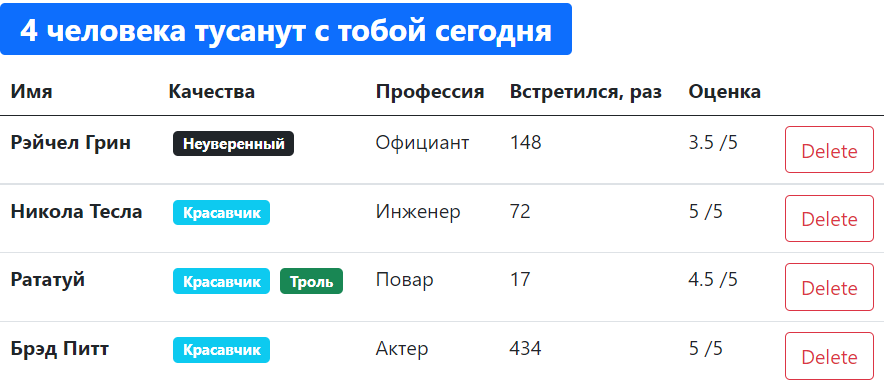 4 человека тусанут с тобой сегодня
Имя Качества Профессия Встретился, раз Оценка
Рэйчел Грин Неуверенный Официант 148 3.5 /5 Delete
Никола Тесла Красавчик Инженер 72 5 /5 Delete
Рататуй Красавчик Троль Повар 17 4.5 /5 Delete
Брэд Питт Красавчик Актер 434 5 /5 Delete